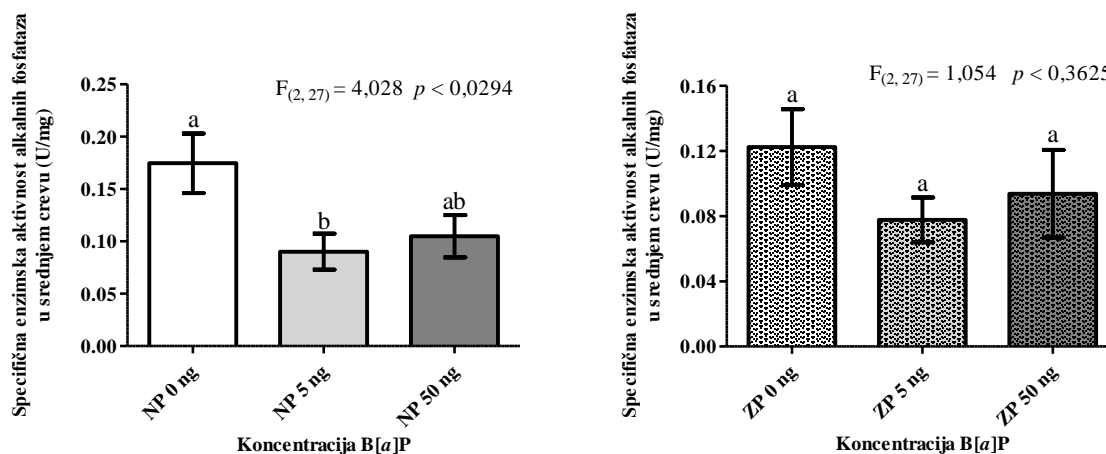 Specifična enzimska aktivnost alkalnih fosfataza
u srednjem crevu (U/mg)
F(2, 27) = 4,028 p < 0,0294
0.25
0.20
0.15
0.10
0.05
0.00
a
b
ab
NP 0 ng
NP 5 ng
NP 50 ng
Koncentracija B[a]P
Specifična enzimska aktivnost alkalnih fosfataza
u srednjem crevu (U/mg)
F(2, 27) = 1,054 p < 0,3625
0.16
0.12
0.08
0.04
0.00
a
a
a
ZP 0 ng
ZP 5 ng
ZP 50 ng
Koncentracija B[a]P